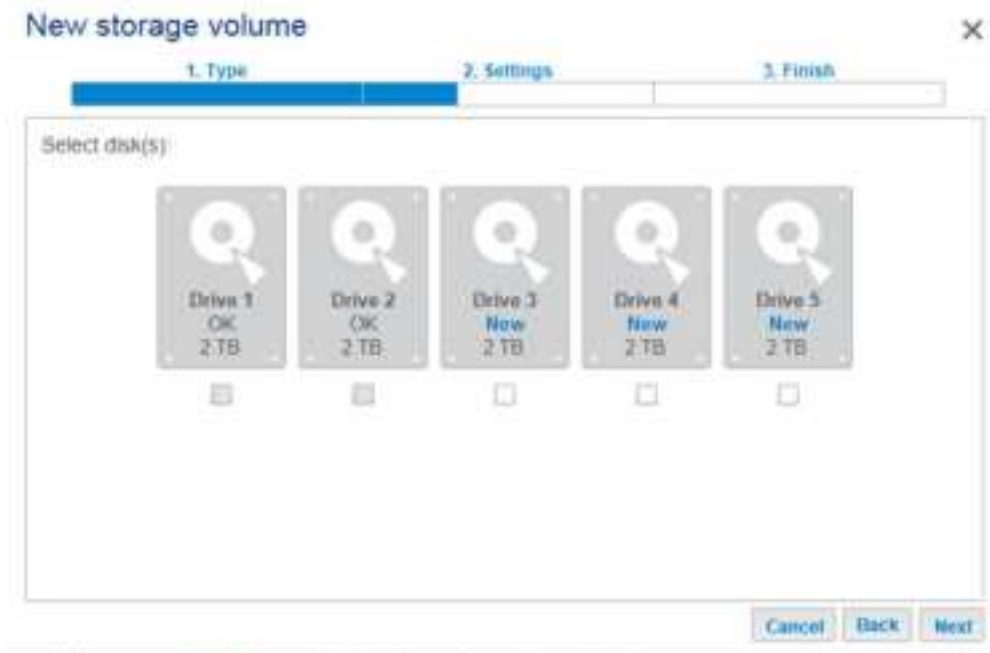 New storage volume
1. Type 2. Settings 3. Finish
Select disk(s):
Drive 1 Drive 2 Drive 3 Drive 4 Drive 5
OK OK New New New
2 TB 2 TB 2 TB 2 TB 2 TB
Cancel Back Next